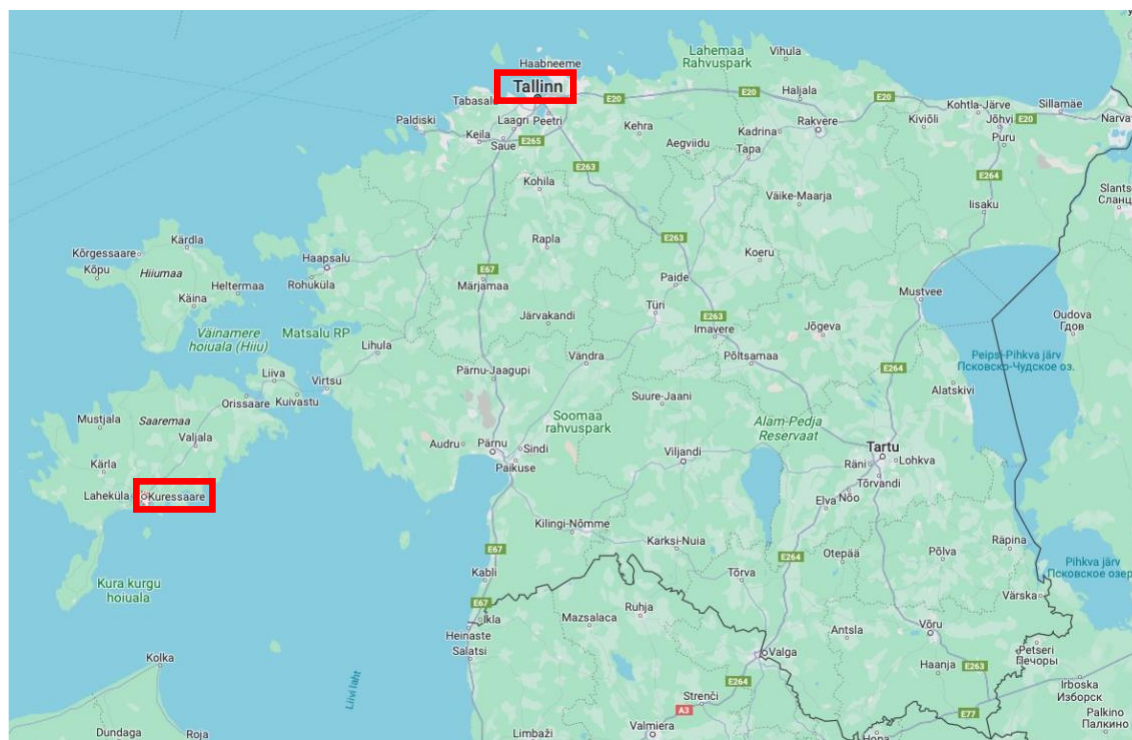 Haabneeme
Tallinn
Tabasalu
Paldiski
Laagri
Peetri
Keila
Saue
E265
E263
E20
Kehra
Aegviidu
Lahemaa
Rahvuspark
Vihula
E20
Haljala
Kadrina
Rakvere
Tapa
E20
Kohtla-Järve
Sillamäe
Kiviõli
Jõhvi
E20
Puru
Narva
E264
Slants
Сланц
Kohila
Väike-Maarja
Iisaku
Kõrgessaare
Kärdla
Kõpu
Hiiumaa
Käina
Heltermaa
Haapsalu
Rohuküla
Rapla
E263
Koeru
E67
Märjamaa
Paide
Türi
Mustvee
Väinamere
hoiuala (Hiiu)
Matsalu RP
Lihula
Järvakandi
E263
Imavere
Jõgeva
Oudova
Гдов
Vändra
Põltsamaa
Peipsi-Pihkva järv
Псковско-Чудское оз.
E264
Alatskivi
Liiva
Virtsu
Orissaare
Kuivastu
Pärnu-Jaagupi
Suure-Jaani
Mustjala
Saaremaa
Valjala
Soomaa
rahvuspark
Alam-Pedja
Reservaat
Audru
Pärnu
Sindi
Paikuse
Viljandi
Tartu
Räni
Lohkva
Tõrvandi
Kärla
Laheküla
Kuressaare
Elva
Nõo
Kilingi-Nõmme
Karksi-Nuia
E67
E264
Otepää
Põlva
Räpina
Kura kurgu
hoiuala
Kabli
Tõrva
Pihkva järv
Псковское озеро
Värska
E67
Ikla
Heinaste
Salatsi
Mazsalaca
Ruhja
Antsla
Võru
Petseri
Печоры
Kolka
Valga
Haanja
E263
E264
Liivi laht
Strenči
A3
Irboska
Изборск
E77
Palkino
Палкино
Dundaga
Roja
Limbaži
Valmiera